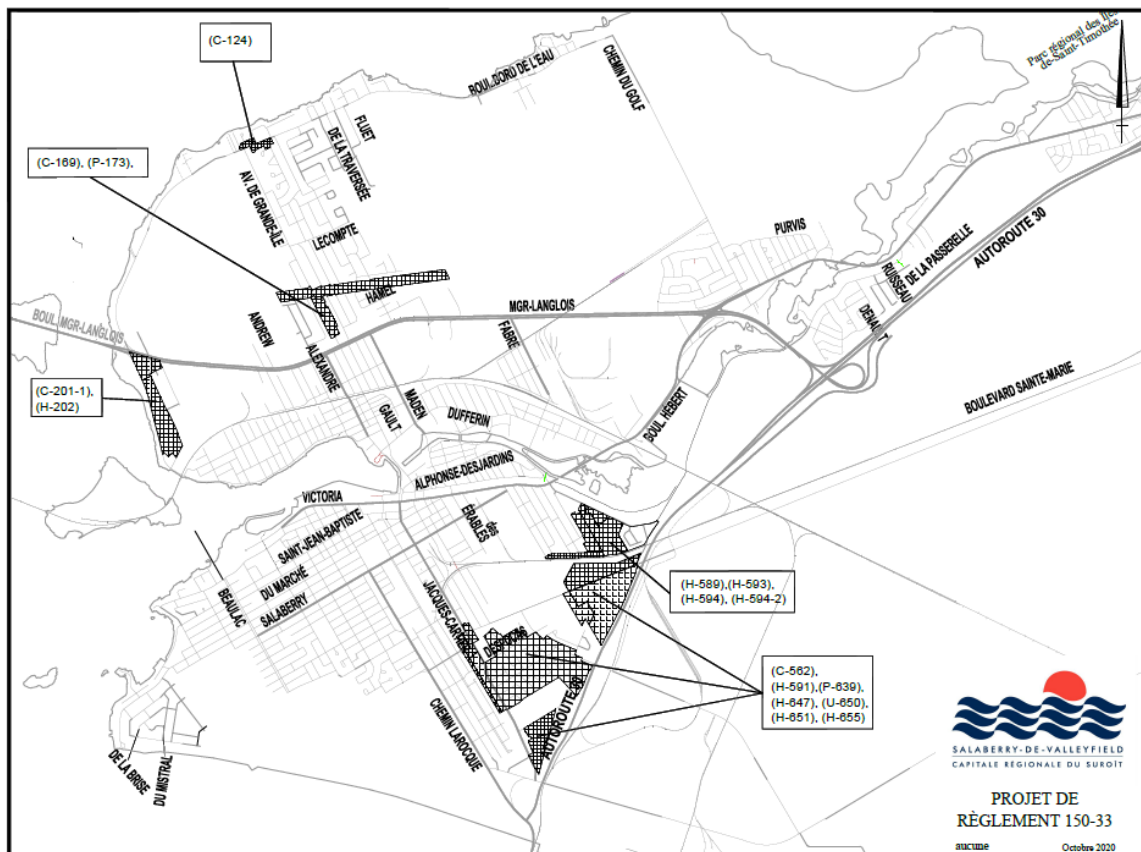 (C-124)
BOUL.BORD DE L'EAU
CHEMIN DU GOLF
Parc régional des Îles
de-Saint-Timothée
(C-169), (P-173),
FLUET
DE LA TRAVERSÉE
AV. DE GRANDE-ÎLE
LECOMPTE
HAMEL
PURVIS
RUISSEAU
DE LA PASSERELLE
AUTOROUTE 30
BOUL. MGR-LANGLOIS
ANDREW
ALEXANDRE
MGR-LANGLOIS
FABRE
BOULEVARD SAINTE-MARIE
(C-201-1),
(H-202)
GAULT
MADEN
DUFFERIN
BOUL. HÉBERT
ALPHONSE-DESJARDINS
VICTORIA
SAINT-JEAN-BAPTISTE
des
ÉRABLES
DU MARCHÉ
SALABERRY
BEAULAC
JACQUES-CARTIER
(H-589),(H-593),
(H-594), (H-594-2)
(C-562),
(H-591),(P-639),
(H-647), (U-650),
(H-651), (H-655)
CHEMIN LAROCQUE
AUTOROUTE 30
DE LA BRISE
DU MISTRAL
SALABERRY-DE-VALLEYFIELD
CAPITALE RÉGIONALE DU SUROÎT
PROJET DE
RÈGLEMENT 150-33
aucune
Octobre 2020